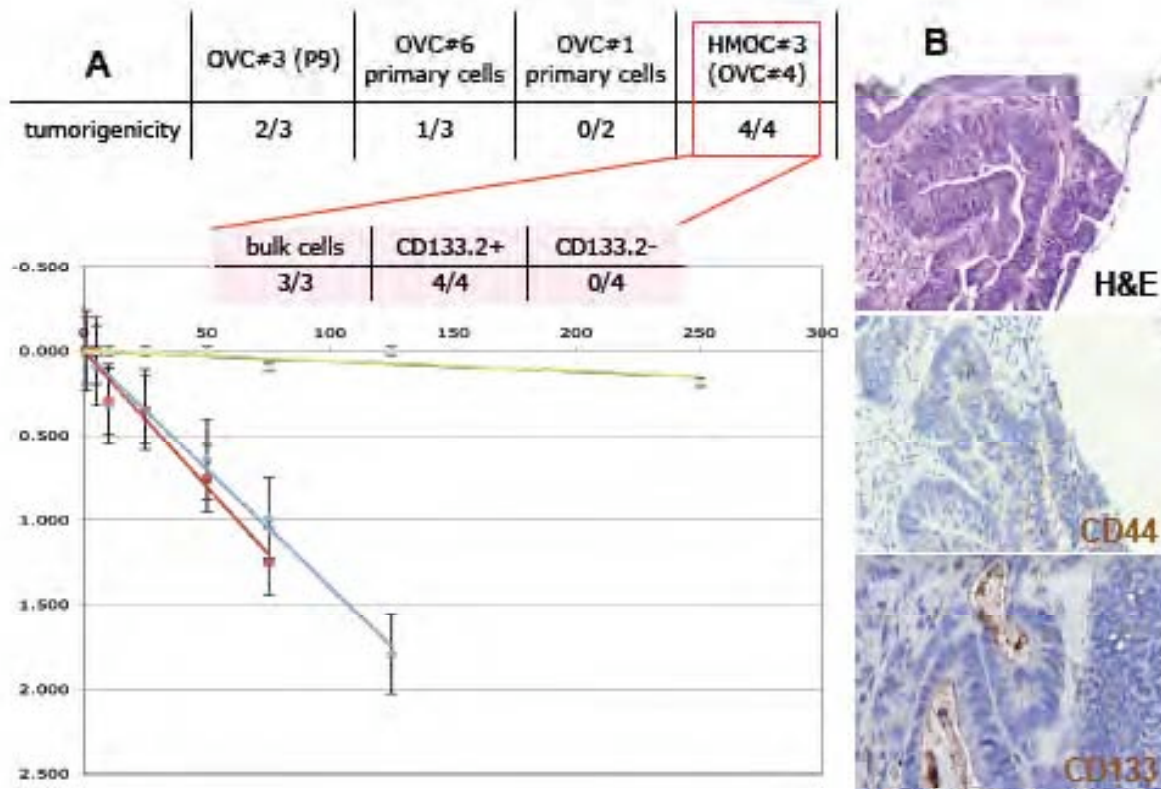 A
OVC#3 (P9)
OVC#6 primary cells
OVC#1 primary cells
HMOC#3 (OVC#4)
B
tumorigenicity 2/3 1/3 0/2 4/4
bulk cells CD133.2+ CD133.2-
3/3 4/4 0/4
-0.500
0 50 100 150 200 250 300
0.000
0.500
1.000
1.500
2.000
2.500
H&E
CD44
CD133